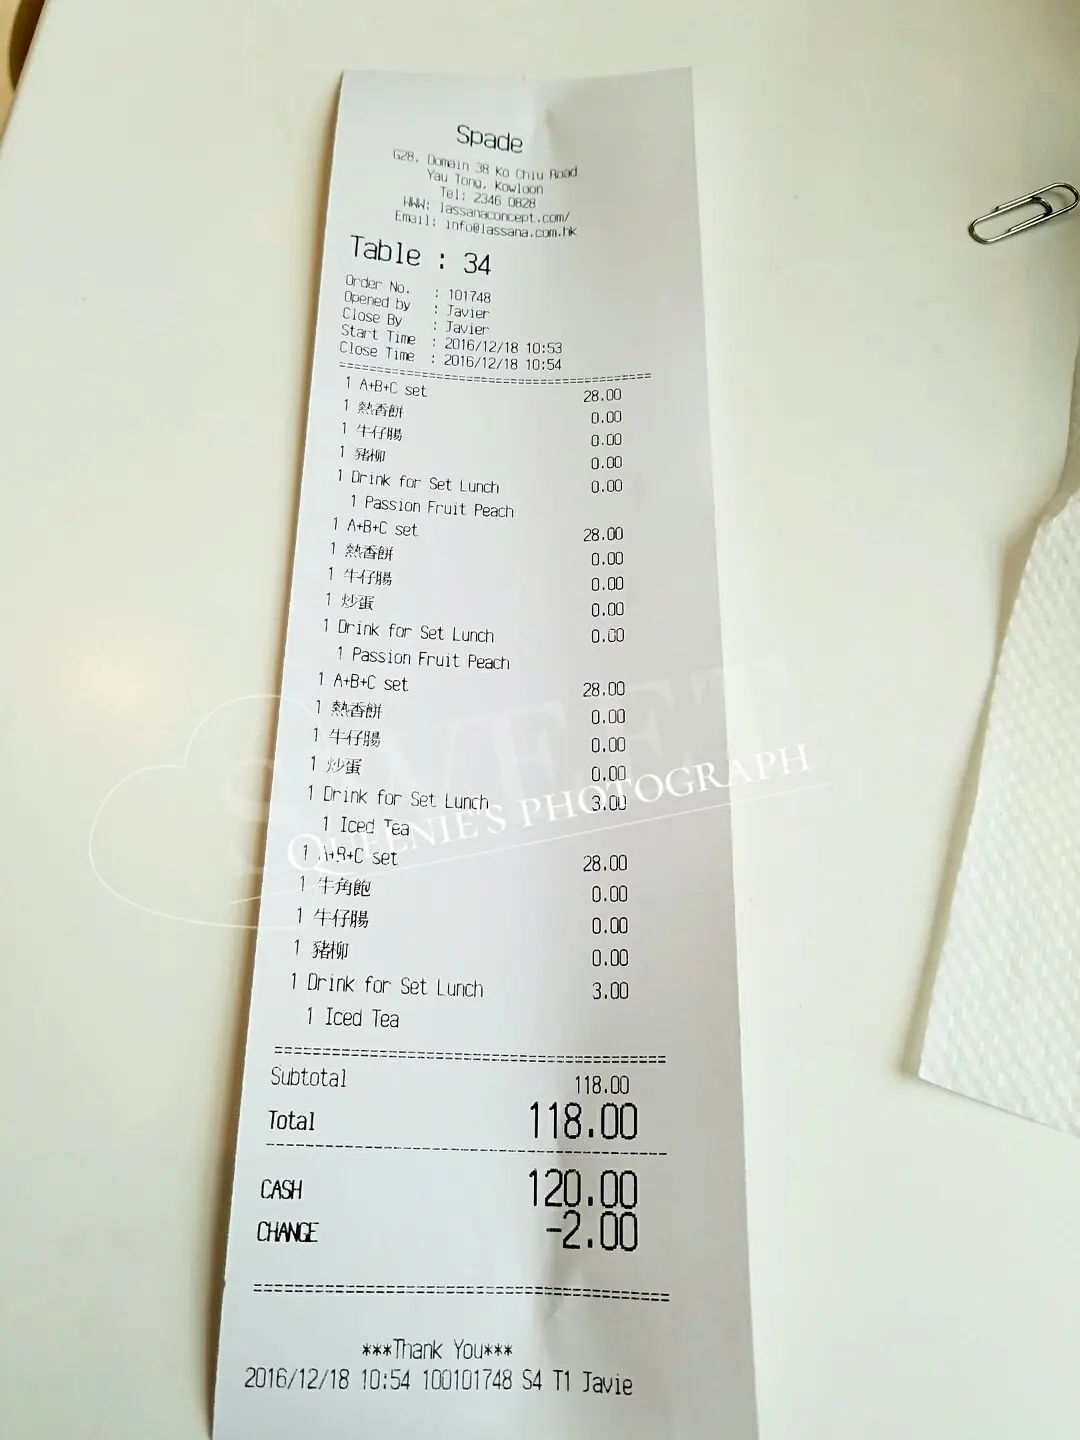 Spade
G28, Domain 38 Ko Chiu Road
Yau Tong, Kowloon
Tel: 2346 0828
WWW: lassanaconcept.com/
Email: info@lassana.com.hk
Table : 34
Order No. : 101748
Opened by : Javier
Close By : Javier
Start Time : 2016/12/18 10:53
Close Time : 2016/12/18 10:54
1 A+B+C set 28.00
1 熱香餅 0.00
1 牛仔腸 0.00
1 豬柳 0.00
1 Drink for Set Lunch 0.00
1 Passion Fruit Peach
1 A+B+C set 28.00
1 熱香餅 0.00
1 牛仔腸 0.00
1 炒蛋 0.00
1 Drink for Set Lunch 0.00
1 Passion Fruit Peach
1 A+B+C set 28.00
1 熱香餅 0.00
1 牛仔腸 0.00
1 炒蛋 0.00
1 Drink for Set Lunch 3.00
1 Iced Tea
SWEET
QUEENIE'S PHOTOGRAPH
1 A+B+C set 28.00
1 牛角飽 0.00
1 牛仔腸 0.00
1 豬柳 0.00
1 Drink for Set Lunch 3.00
1 Iced Tea
Subtotal 118.00
Total 118.00
CASH 120.00
CHANGE -2.00
***Thank You***
2016/12/18 10:54 100101748 S4 T1 Javie